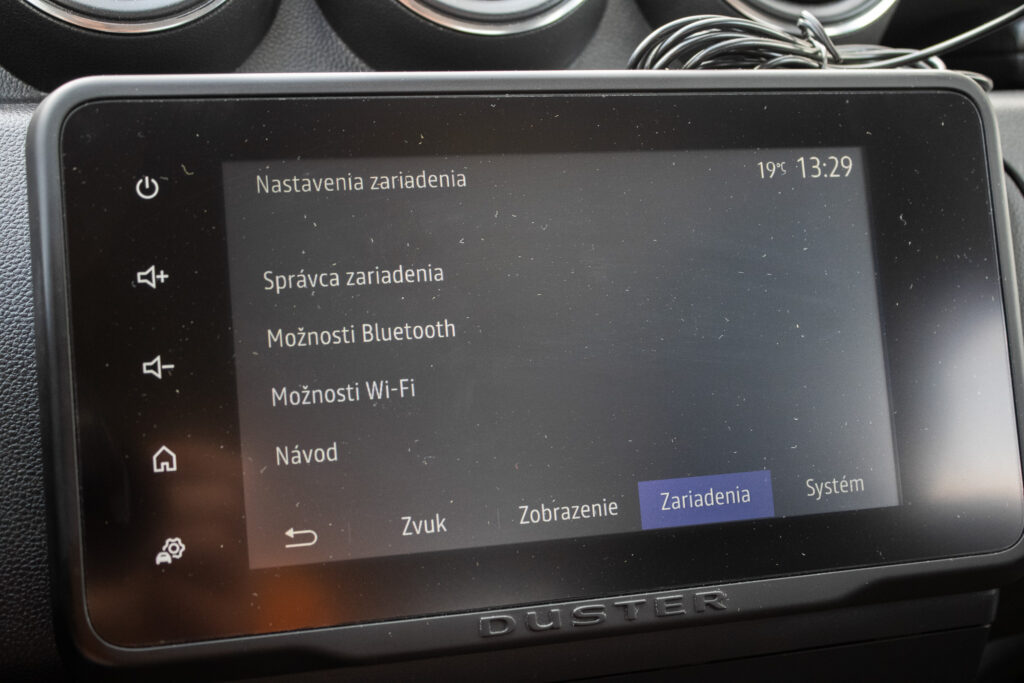 Nastavenia zariadenia 19°C 13:29
Správca zariadenia
Možnosti Bluetooth
Možnosti Wi-Fi
Návod
Zvuk Zobrazenie Zariadenia Systém
DUSTER